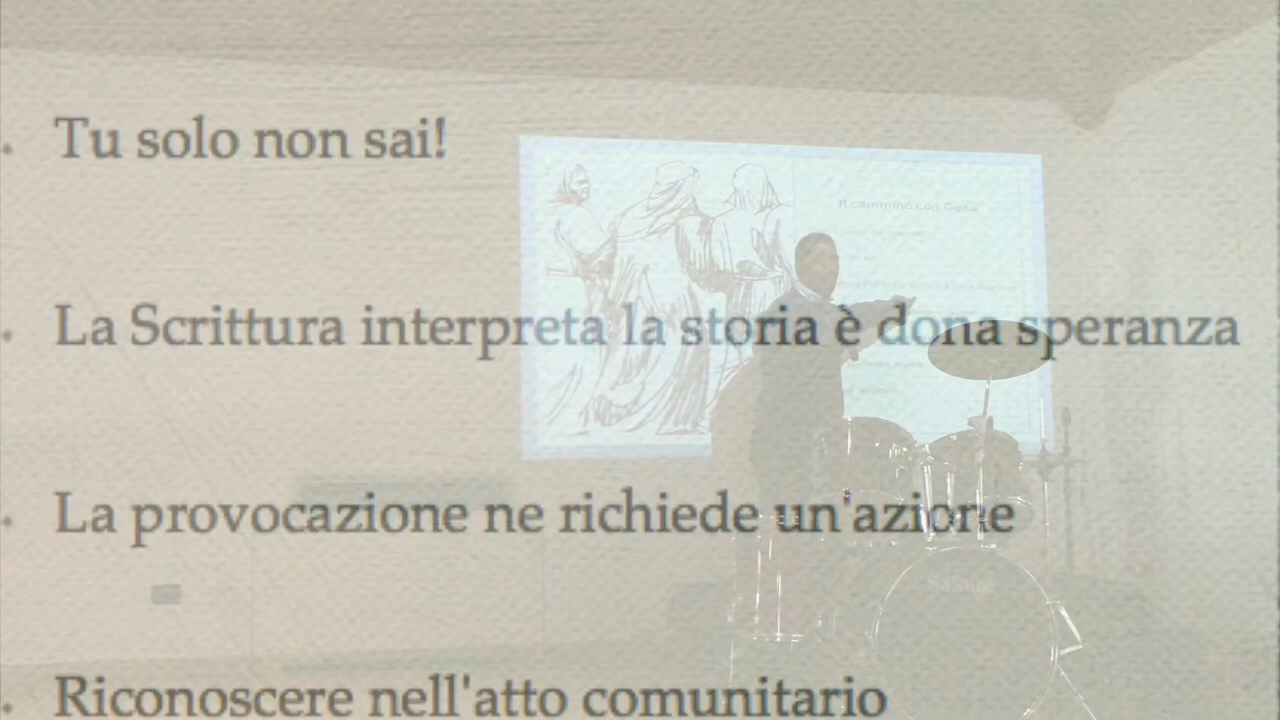 Tu solo non sai!
Il cammino con Gesù
La Scrittura interpreta la storia è dona speranza
La provocazione ne richiede un'azione
Riconoscere nell'atto comunitario